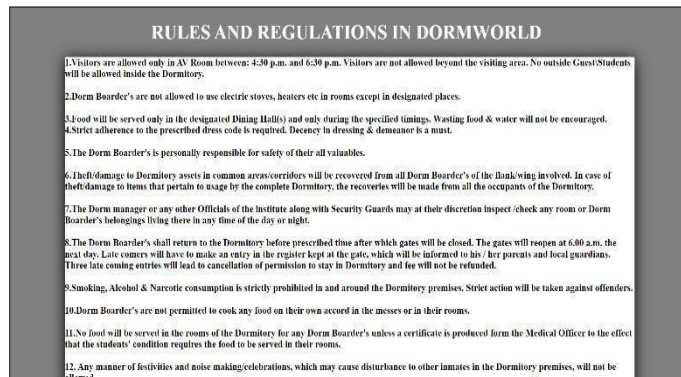 RULES AND REGULATIONS IN DORMWORLD
1.Visitors are allowed only in AV Room between: 4:30 p.m. and 6:30 p.m. Visitors are not allowed beyond the visiting area. No outside Guest\Students
will be allowed inside the Dormitory.
2.Dorm Boarder's are not allowed to use electric stoves, heaters etc in rooms except in designated places.
3.Food will be served only in the designated Dining Hall(s) and only during the specified timings. Wasting food & water will not be encouraged.
4.Strict adherence to the prescribed dress code is required. Decency in dressing & demeanor is a must.
5.The Dorm Boarder's is personally responsible for safety of their all valuables.
6.Theft/damage to Dormitory assets in common areas/corridors will be recovered from all Dorm Boarder's of the flank/wing involved. In case of
theft/damage to items that pertain to usage by the complete Dormitory, the recoveries will be made from all the occupants of the Dormitory.
7.The Dorm manager or any other Officials of the institute along with Security Guards may at their discretion inspect /check any room or Dorm
Boarder's belongings living there in any time of the day or night.
8.The Dorm Boarder's shall return to the Dormitory before prescribed time after which gates will be closed. The gates will reopen at 6.00 a.m. the
next day. Late comers will have to make an entry in the register kept at the gate, which will be informed to his / her parents and local guardians.
Three late coming entries will lead to cancellation of permission to stay in Dormitory and fee will not be refunded.
9.Smoking, Alcohol & Narcotic consumption is strictly prohibited in and around the Dormitory premises. Strict action will be taken against offenders.
10.Dorm Boarder's are not permitted to cook any food on their own accord in the messes or in their rooms.
11.No food will be served in the rooms of the Dormitory for any Dorm Boarder's unless a certificate is produced form the Medical Officer to the effect
that the students' condition requires the food to be served in their rooms.
12. Any manner of festivities and noise making/celebrations, which may cause disturbance to other inmates in the Dormitory premises, will not be